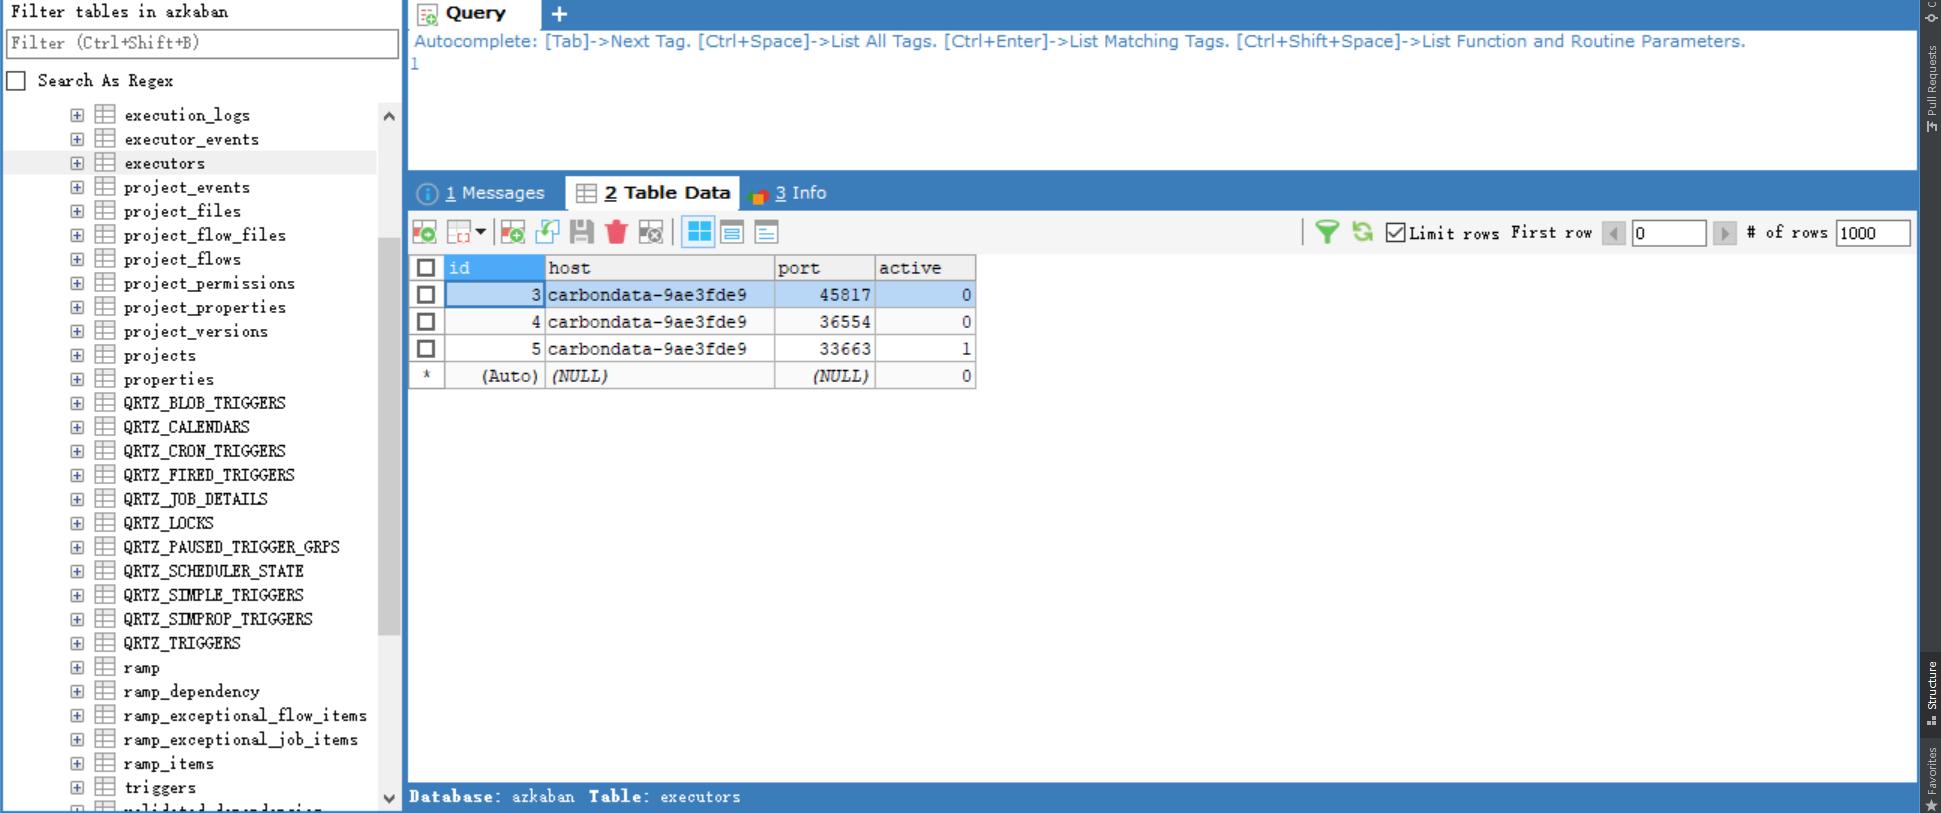 Filter tables in azkaban
Filter (Ctrl+Shift+B)
Search As Regex
execution_logs
executor_events
executors
project_events
project_files
project_flow_files
project_flows
project_permissions
project_properties
project_versions
projects
properties
QRTZ_BLOB_TRIGGERS
QRTZ_CALENDARS
QRTZ_CRON_TRIGGERS
QRTZ_FIRED_TRIGGERS
QRTZ_JOB_DETAILS
QRTZ_LOCKS
QRTZ_PAUSED_TRIGGER_GRPS
QRTZ_SCHEDULER_STATE
QRTZ_SIMPLE_TRIGGERS
QRTZ_SIMPROP_TRIGGERS
QRTZ_TRIGGERS
ramp
ramp_dependency
ramp_exceptional_flow_items
ramp_exceptional_job_items
ramp_items
triggers
Query
Autocomplete: [Tab]->Next Tag. [Ctrl+Space]->List All Tags. [Ctrl+Enter]->List Matching Tags. [Ctrl+Shift+Space]->List Function and Routine Parameters.
1
1 Messages 2 Table Data 3 Info
Limit rows First row 0 # of rows 1000
id host port active
3 carbondata-9ae3fde9 45817 0
4 carbondata-9ae3fde9 36554 0
5 carbondata-9ae3fde9 33663 1
* (Auto) (NULL) (NULL) 0
Database: azkaban Table: executors
Pull Requests
Structure
Favorites